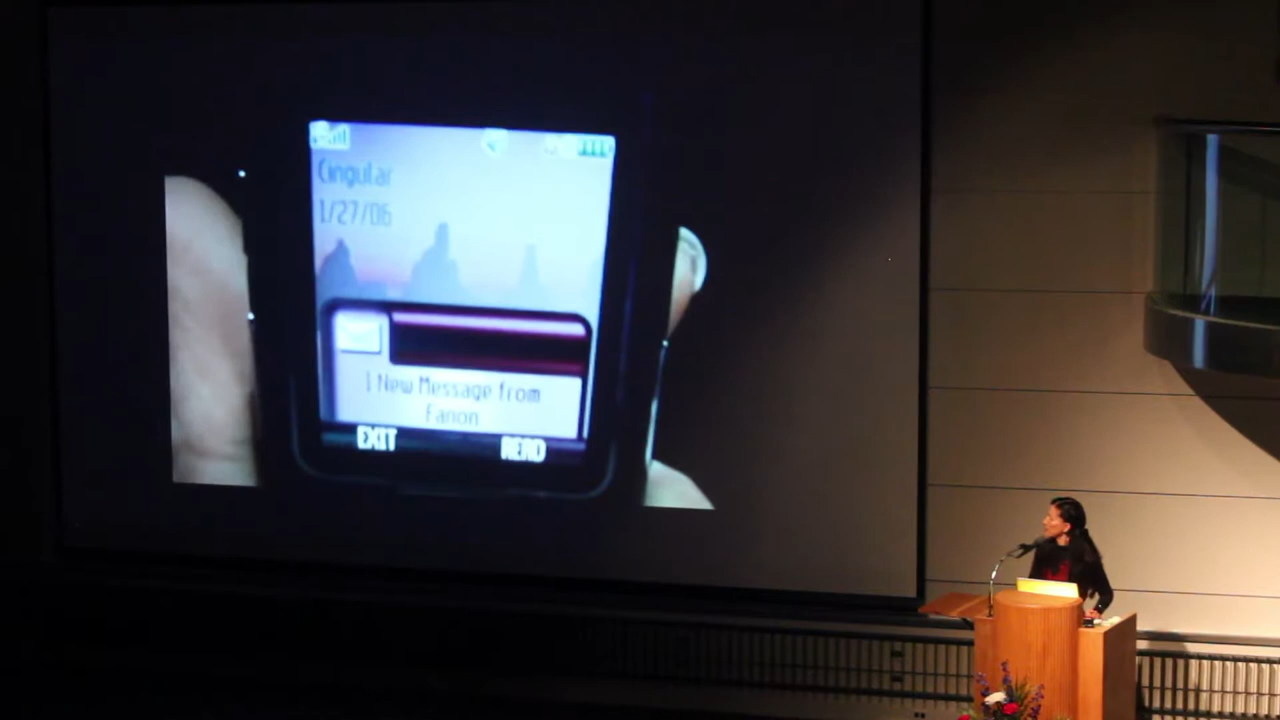 Cingular
1/27/06
1 New Message from
Fanon
EXIT
READ